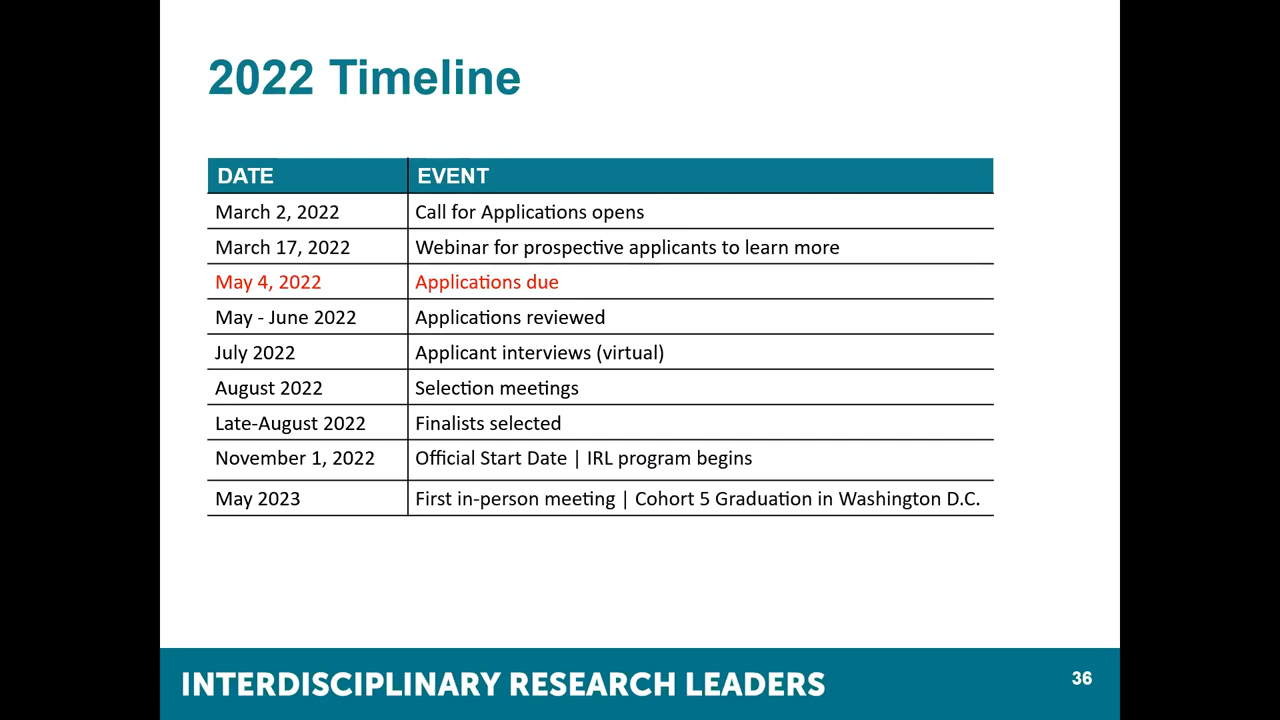 2022 Timeline
DATE EVENT
March 2, 2022 Call for Applications opens
March 17, 2022 Webinar for prospective applicants to learn more
May 4, 2022 Applications due
May - June 2022 Applications reviewed
July 2022 Applicant interviews (virtual)
August 2022 Selection meetings
Late-August 2022 Finalists selected
November 1, 2022 Official Start Date | IRL program begins
May 2023 First in-person meeting | Cohort 5 Graduation in Washington D.C.
INTERDISCIPLINARY RESEARCH LEADERS 36